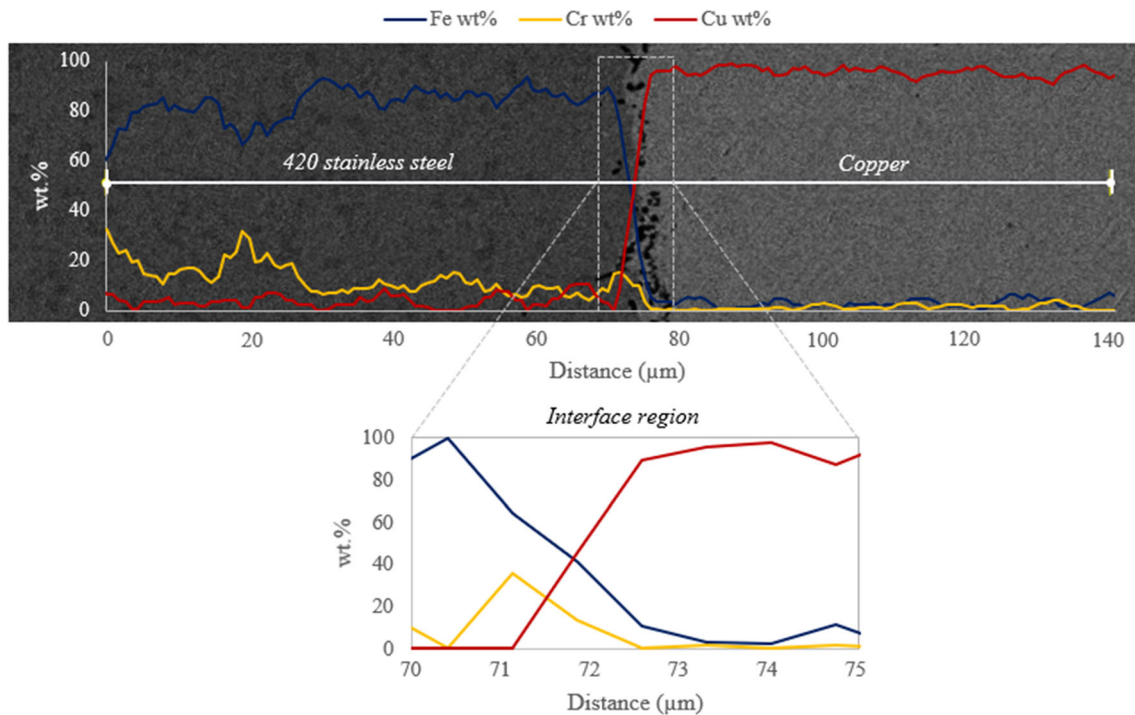 Fe wt% Cr wt% Cu wt%
100
80
60
40
20
0
wt.%
420 stainless steel
Copper
0 20 40 60 80 100 120 140
Distance (µm)
Interface region
100
80
60
40
20
0
wt.%
70 71 72 73 74 75
Distance (µm)